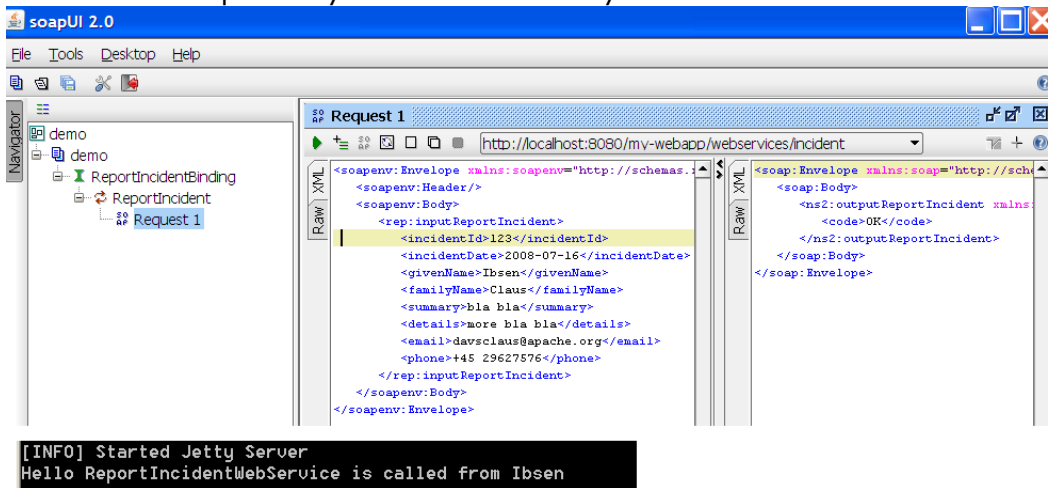 soapUI 2.0
File Tools Desktop Help
Navigator
demo
demo
ReportIncidentBinding
ReportIncident
Request 1
Request 1
http://localhost:8080/my-webapp/webservices/incident
XML
Raw
<soapenv:Envelope xmlns:soapenv="http://schemas.
<soapenv:Header/>
<soapenv:Body>
<rep:inputReportIncident>
<incidentId>123</incidentId>
<incidentDate>2008-07-16</incidentDate>
<givenName>Ibsen</givenName>
<familyName>Claus</familyName>
<summary>bla bla</summary>
<details>more bla bla</details>
<email>davsclaus@apache.org</email>
<phone>+45 29627576</phone>
</rep:inputReportIncident>
</soapenv:Body>
</soapenv:Envelope>
XML
Raw
<soap:Envelope xmlns:soap="http://sche
<soap:Body>
<ns2:outputReportIncident xmlns:
<code>OK</code>
</ns2:outputReportIncident>
</soap:Body>
</soap:Envelope>
[INFO] Started Jetty Server
Hello ReportIncidentWebService is called from Ibsen